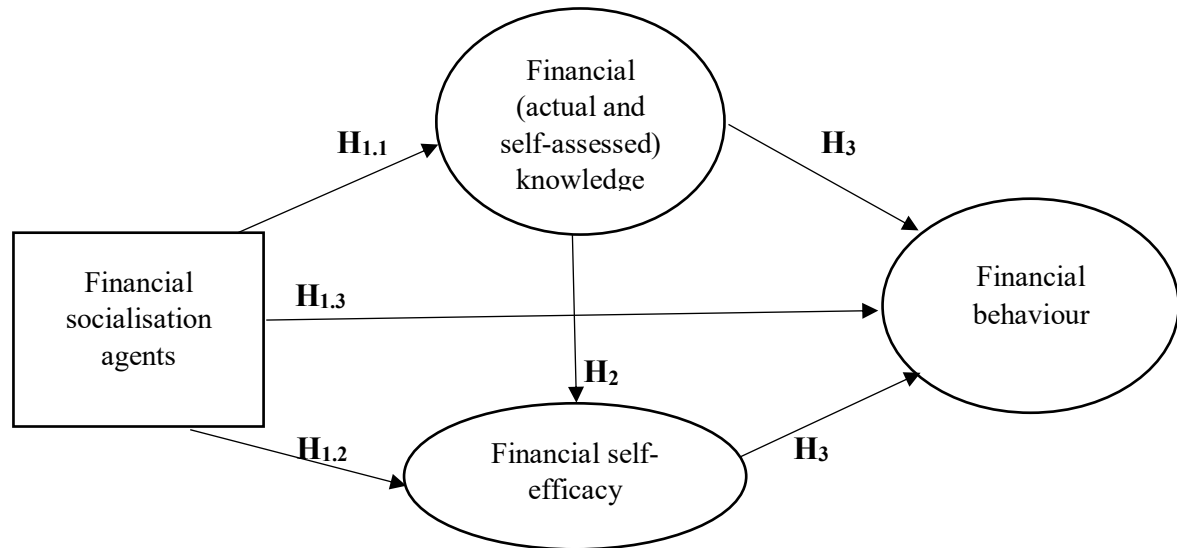 Financial
(actual and
self-assessed)
knowledge
H1.1
H3
Financial
socialisation
agents
H1.3
Financial
behaviour
H2
H1.2
Financial self-
efficacy
H3